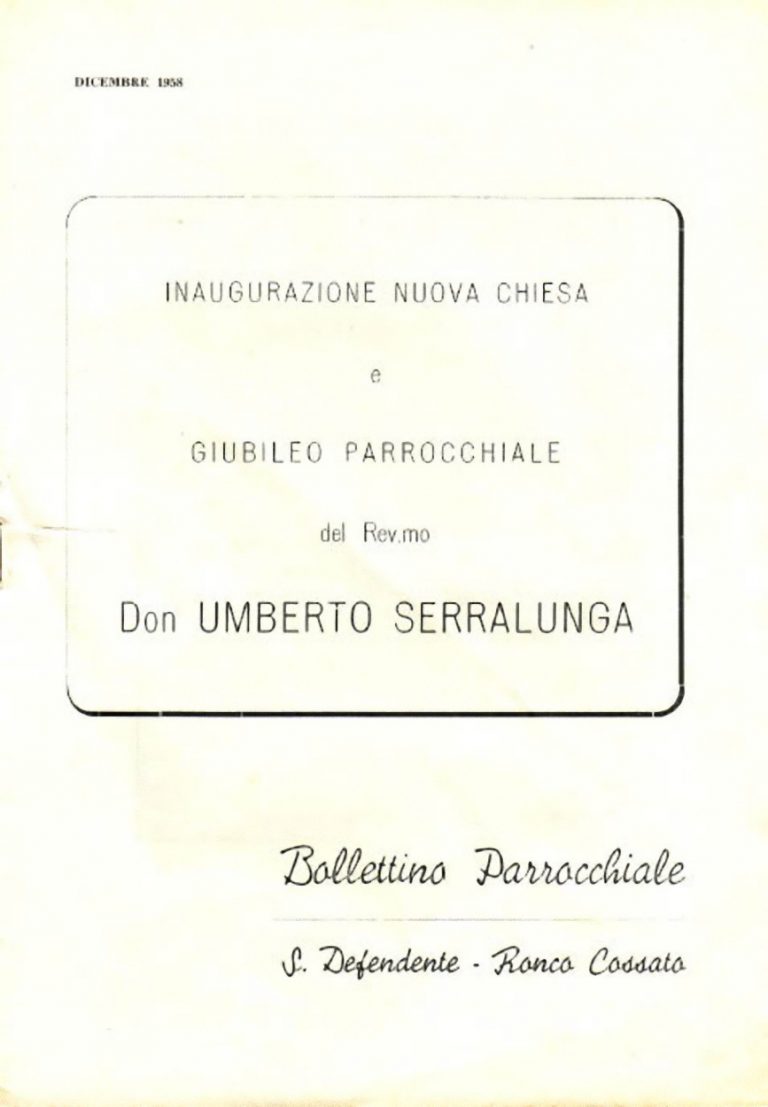 DICEMBRE 1958
INAUGURAZIONE NUOVA CHIESA
e
GIUBILEO PARROCCHIALE
del Rev.mo
Don UMBERTO SERRALUNGA
Bollettino Parrocchiale
S. Defendente - Ronco Cossato